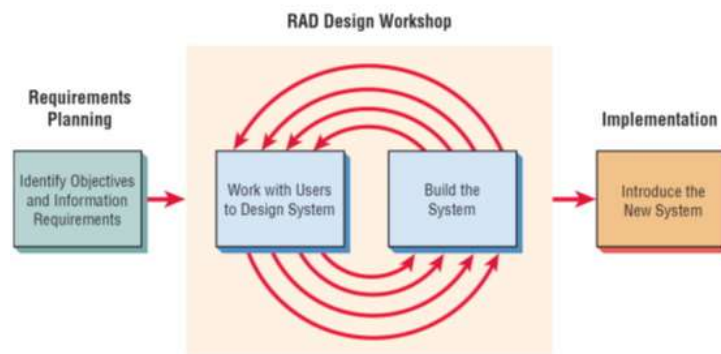 RAD Design Workshop
Requirements
Planning
Identify Objectives
and Information
Requirements
Work with Users
to Design System
Build the
System
Implementation
Introduce the
New System